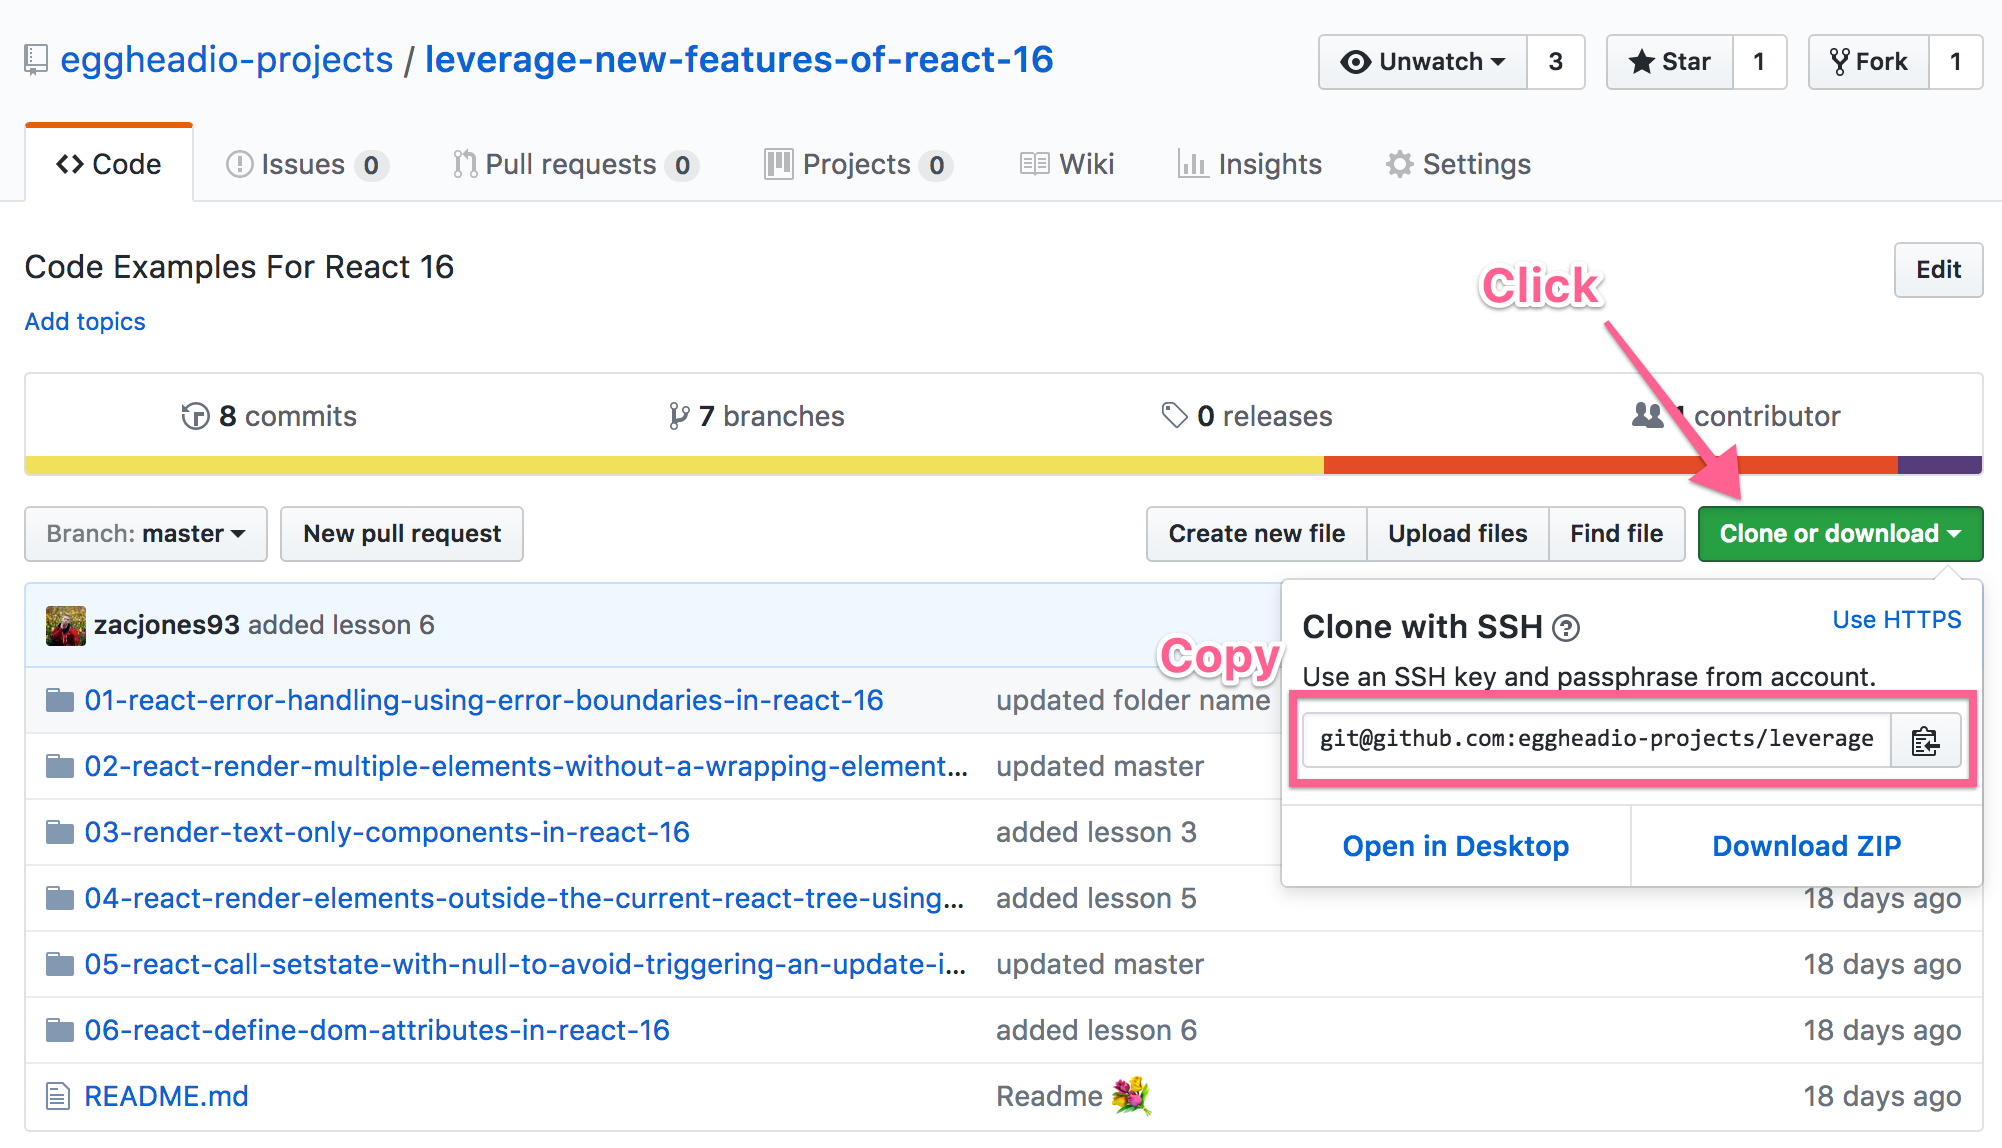 eggheadio-projects / leverage-new-features-of-react-16
Unwatch 3 Star 1 Fork 1
Code Issues 0 Pull requests 0 Projects 0 Wiki Insights Settings
Code Examples For React 16
Edit
Click
Add topics
8 commits 7 branches 0 releases contributor
Branch: master New pull request Create new file Upload files Find file Clone or download
zacjones93 added lesson 6
Clone with SSH Use HTTPS
Copy
Use an SSH key and passphrase from account.
git@github.com:eggheadio-projects/leverage
Open in Desktop Download ZIP
01-react-error-handling-using-error-boundaries-in-react-16 updated folder name
02-react-render-multiple-elements-without-a-wrapping-element… updated master
03-render-text-only-components-in-react-16 added lesson 3
04-react-render-elements-outside-the-current-react-tree-using… added lesson 5 18 days ago
05-react-call-setstate-with-null-to-avoid-triggering-an-update-i… updated master 18 days ago
06-react-define-dom-attributes-in-react-16 added lesson 6 18 days ago
README.md Readme 18 days ago